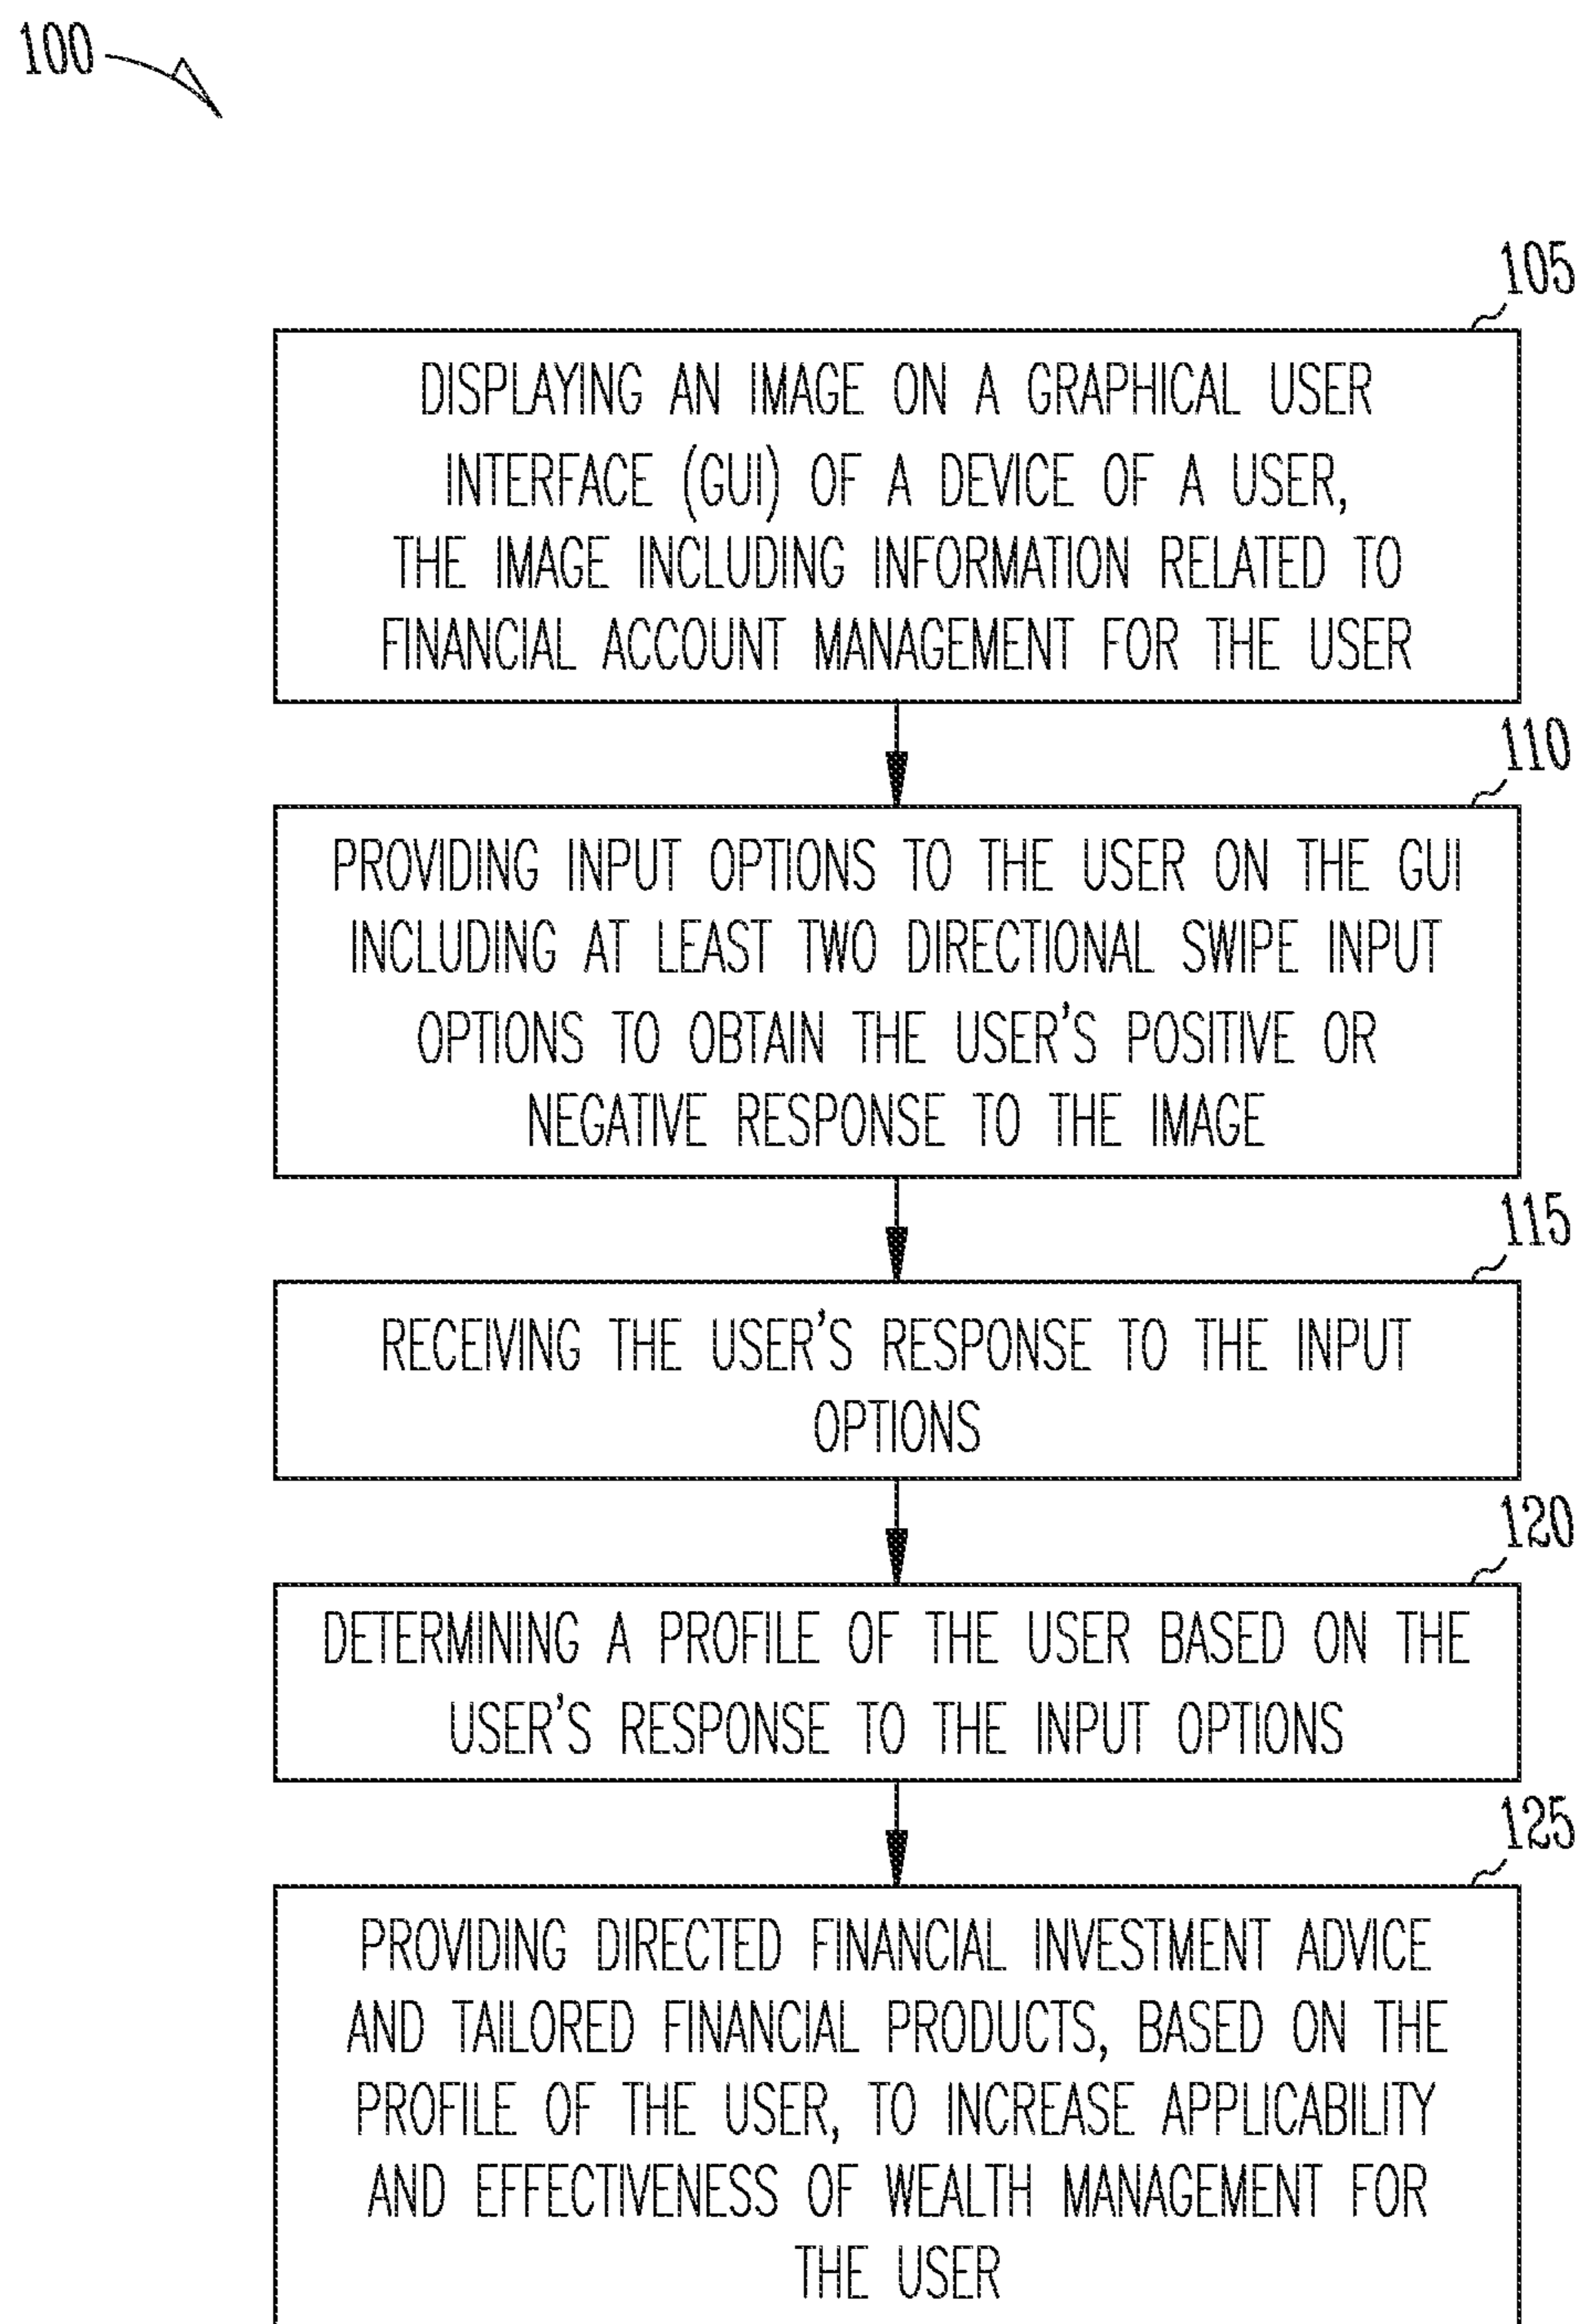 100
105
DISPLAYING AN IMAGE ON A GRAPHICAL USER
INTERFACE (GUI) OF A DEVICE OF A USER,
THE IMAGE INCLUDING INFORMATION RELATED TO
FINANCIAL ACCOUNT MANAGEMENT FOR THE USER
110
PROVIDING INPUT OPTIONS TO THE USER ON THE GUI
INCLUDING AT LEAST TWO DIRECTIONAL SWIPE INPUT
OPTIONS TO OBTAIN THE USER'S POSITIVE OR
NEGATIVE RESPONSE TO THE IMAGE
115
RECEIVING THE USER'S RESPONSE TO THE INPUT
OPTIONS
120
DETERMINING A PROFILE OF THE USER BASED ON THE
USER'S RESPONSE TO THE INPUT OPTIONS
125
PROVIDING DIRECTED FINANCIAL INVESTMENT ADVICE
AND TAILORED FINANCIAL PRODUCTS, BASED ON THE
PROFILE OF THE USER, TO INCREASE APPLICABILITY
AND EFFECTIVENESS OF WEALTH MANAGEMENT FOR
THE USER